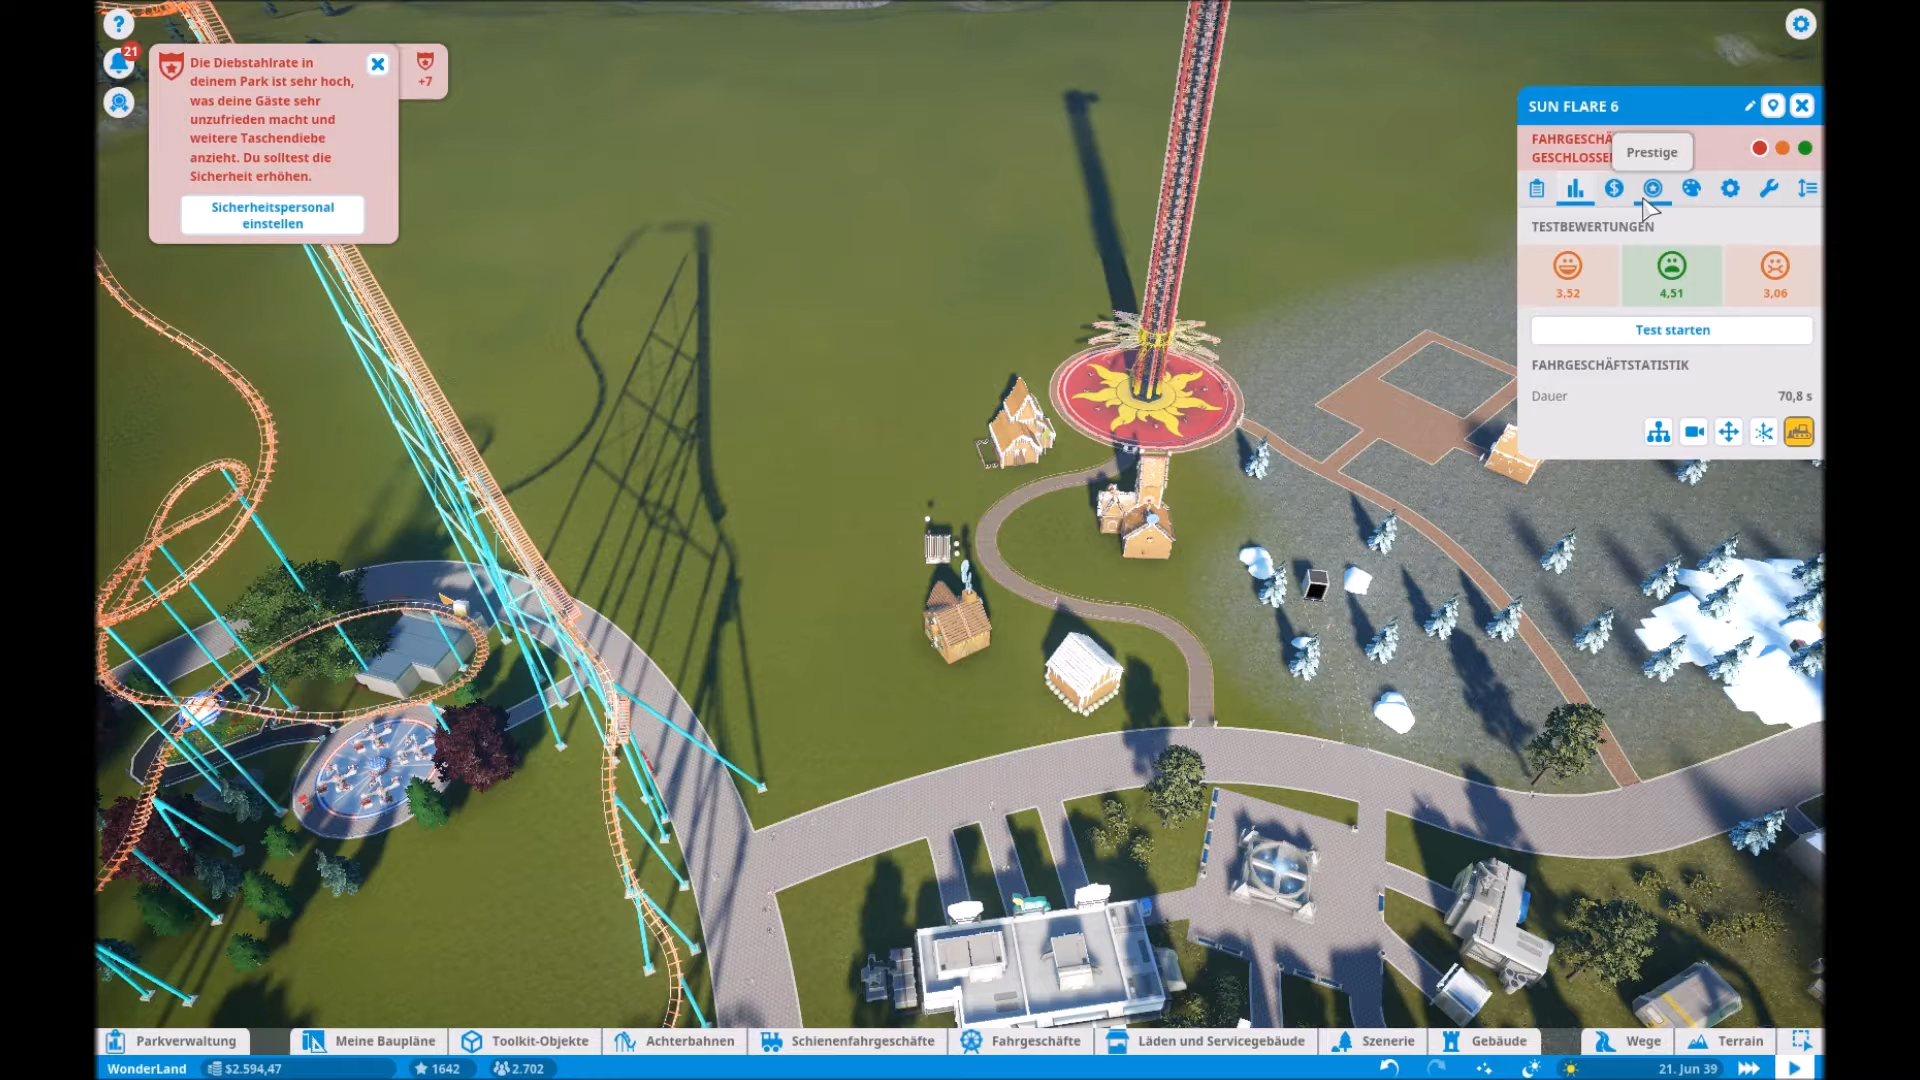 ?
21
Die Diebstahlrate in
deinem Park ist sehr hoch,
was deine Gäste sehr
unzufrieden macht und
weitere Taschendiebe
anzieht. Du solltest die
Sicherheit erhöhen.
Sicherheitspersonal
einstellen
+7
SUN FLARE 6
FAHRGESCHÄ
GESCHLOSSE
Prestige
TESTBEWERTUNGEN
3,52 4,51 3,06
Test starten
FAHRGESCHÄFTSTATISTIK
Dauer 70,8 s
Parkverwaltung Meine Baupläne Toolkit-Objekte Achterbahnen Schienenfahrgeschäfte Fahrgeschäfte Läden und Servicegebäude Szenerie Gebäude Wege Terrain
WonderLand $2.594,47 1642 2.702 21. Jun 39